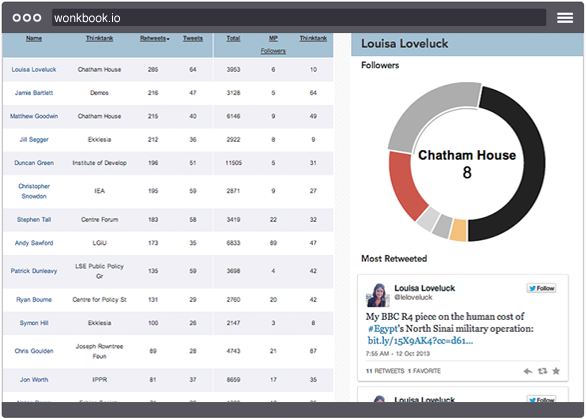 wonkbook.io
Name Thinktank Retweets Tweets Total MP Thinktank
Followers
Louisa Loveluck Chatham House 285 64 3953 6 10
Jamie Bartlett Demos 216 47 3128 5 64
Matthew Goodwin Chatham House 215 40 6146 9 49
Jill Segger Ekklesia 212 36 2922 8 9
Duncan Green Institute of Develop 196 51 11505 5 31
Christopher
Snowdon IEA 195 59 2871 9 27
Stephen Tall Centre Forum 183 58 3419 22 32
Andy Sawford LGiU 173 35 6833 89 47
Patrick Dunleavy LSE Public Policy
Gr 135 59 3698 4 42
Ryan Bourne Centre for Policy St 131 29 2760 20 42
Symon Hill Ekklesia 100 26 2147 3 8
Chris Goulden Joseph Rowntree
Foun 89 28 4743 21 87
Jon Worth IPPR 81 37 8659 17 35
Louisa Loveluck
Followers
Chatham House
8
Most Retweeted
Louisa Loveluck
@leloveluck
Follow
My BBC R4 piece on the human cost of
#Egypt's North Sinai military operation:
bit.ly/15X9AK4?cc=d61...
7:55 AM - 12 Oct 2013
11 RETWEETS 1 FAVORITE
Louisa Loveluck
Follow